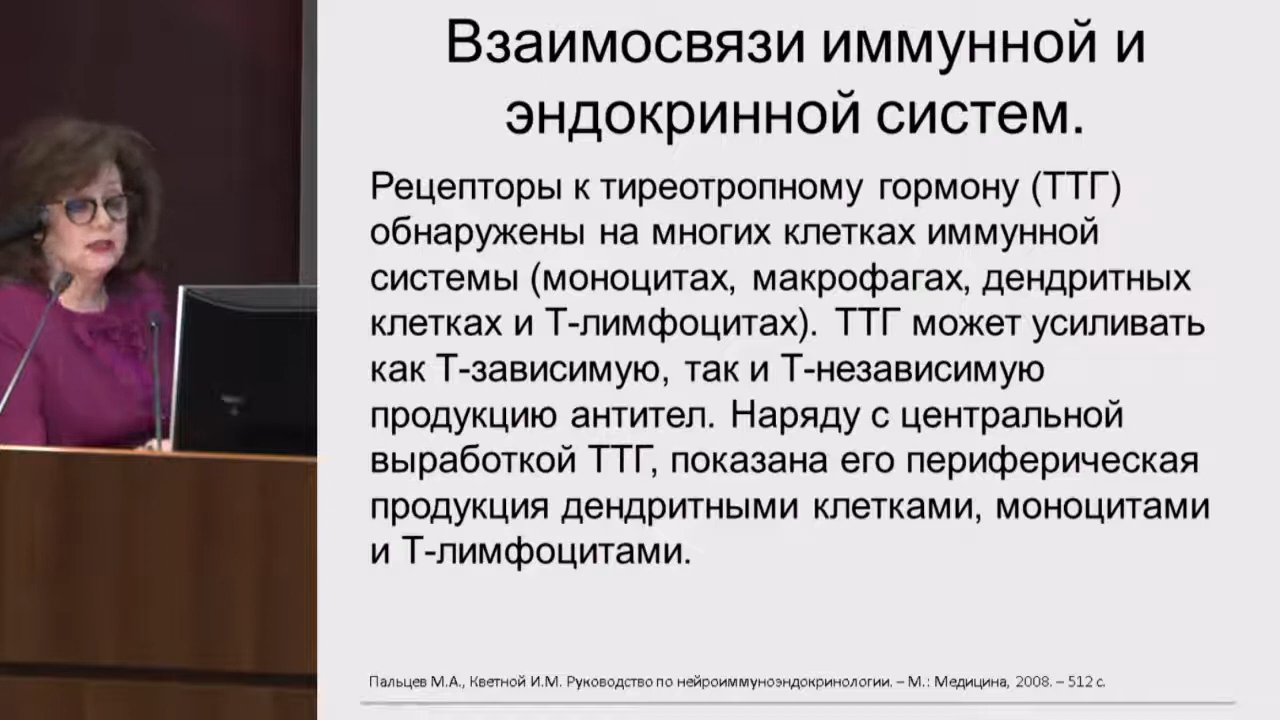 Взаимосвязи иммунной и
эндокринной систем.
Рецепторы к тиреотропному гормону (ТТГ)
обнаружены на многих клетках иммунной
системы (моноцитах, макрофагах, дендритных
клетках и Т-лимфоцитах). ТТГ может усиливать
как Т-зависимую, так и Т-независимую
продукцию антител. Наряду с центральной
выработкой ТТГ, показана его периферическая
продукция дендритными клетками, моноцитами
и Т-лимфоцитами.
Пальцев М.А., Кветной И.М. Руководство по нейроиммуноэндокринологии. – М.: Медицина, 2008. – 512 с.